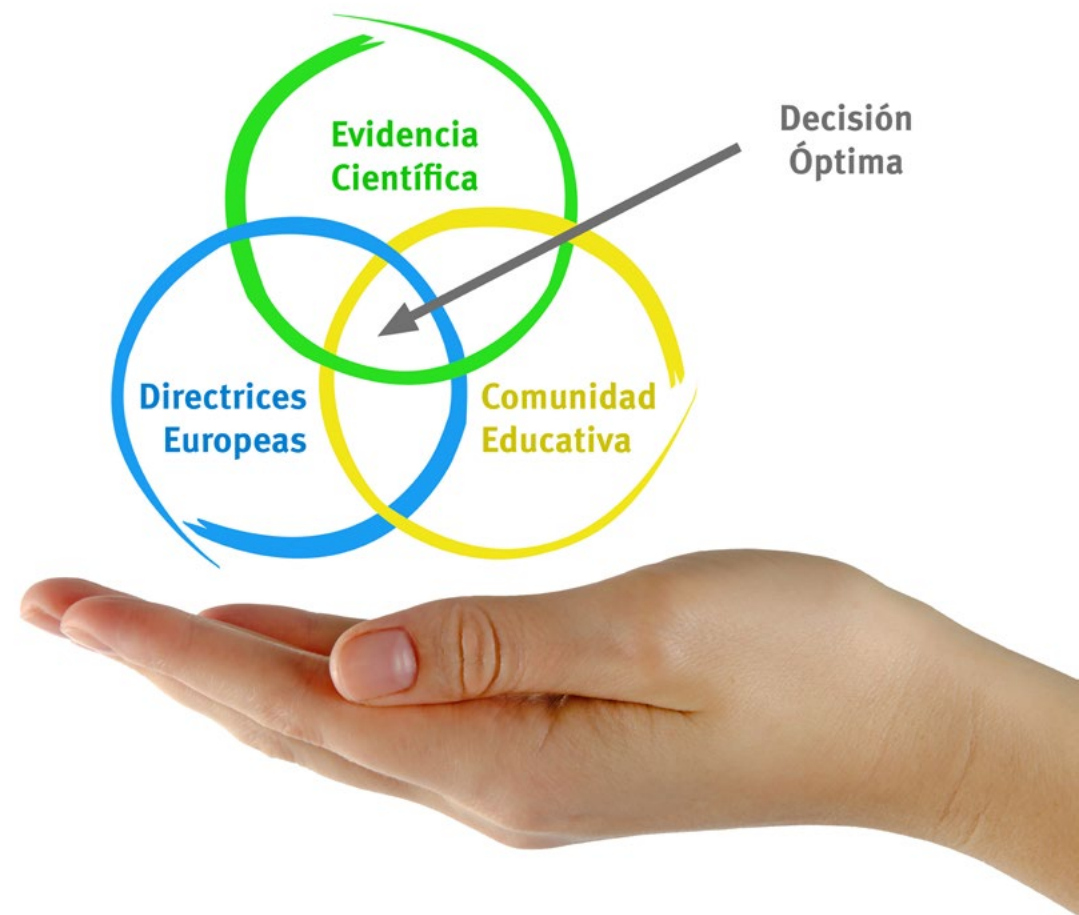 Evidencia
Científica
Decisión
Óptima
Directrices
Europeas
Comunidad
Educativa